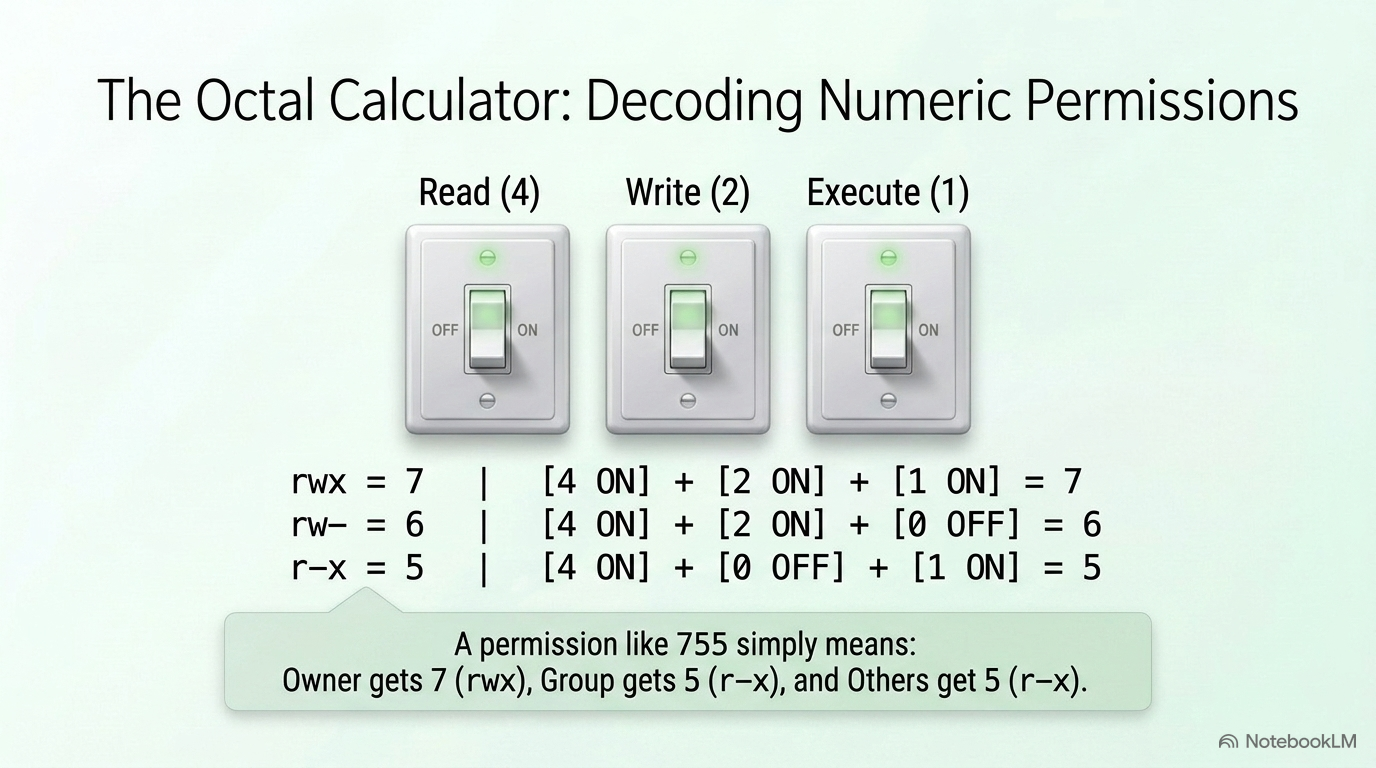 The Octal Calculator: Decoding Numeric Permissions
Read (4) Write (2) Execute (1)
OFF ON OFF ON OFF ON
rwx = 7 | [4 ON] + [2 ON] + [1 ON] = 7
rw– = 6 | [4 ON] + [2 ON] + [0 OFF] = 6
r–x = 5 | [4 ON] + [0 OFF] + [1 ON] = 5
A permission like 755 simply means:
Owner gets 7 (rwx), Group gets 5 (r–x), and Others get 5 (r–x).
NotebookLM